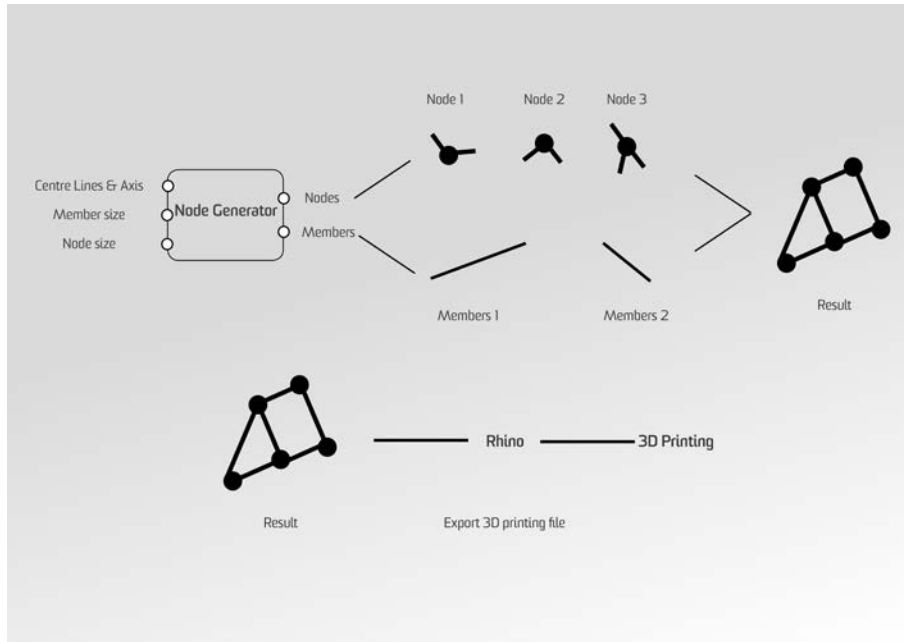 Node 1
Node 2
Node 3
Centre Lines & Axis
Member size
Node size
Node Generator
Nodes
Members
Members 1
Members 2
Result
Rhino
3D Printing
Result
Export 3D printing file